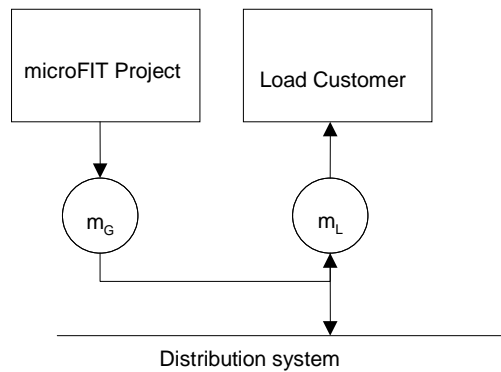 microFIT Project
Load Customer
mG
mL
Distribution system